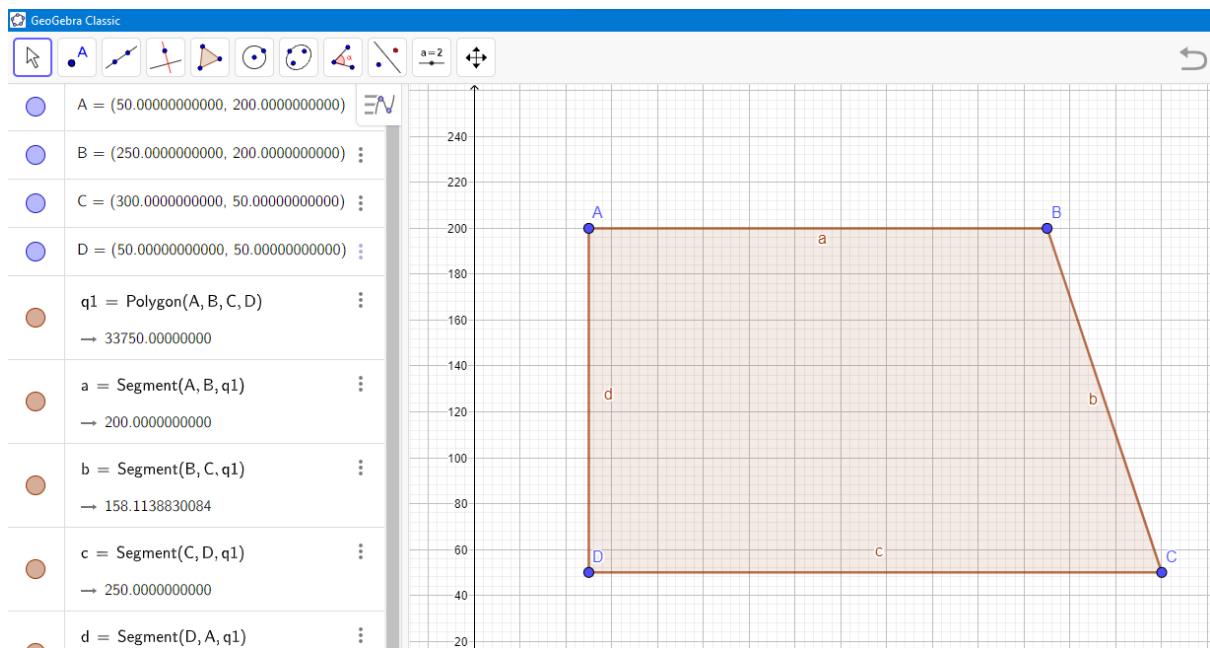 GeoGebra Classic
A
a=2
α
A = (50.00000000000, 200.0000000000)
B = (250.0000000000, 200.0000000000)
C = (300.0000000000, 50.00000000000)
D = (50.00000000000, 50.00000000000)
q1 = Polygon(A, B, C, D)
→ 33750.00000000
a = Segment(A, B, q1)
→ 200.0000000000
b = Segment(B, C, q1)
→ 158.1138830084
c = Segment(C, D, q1)
→ 250.0000000000
d = Segment(D, A, q1)
240
220
200
180
160
140
120
100
80
60
40
20
A
B
a
d
b
D
c
C